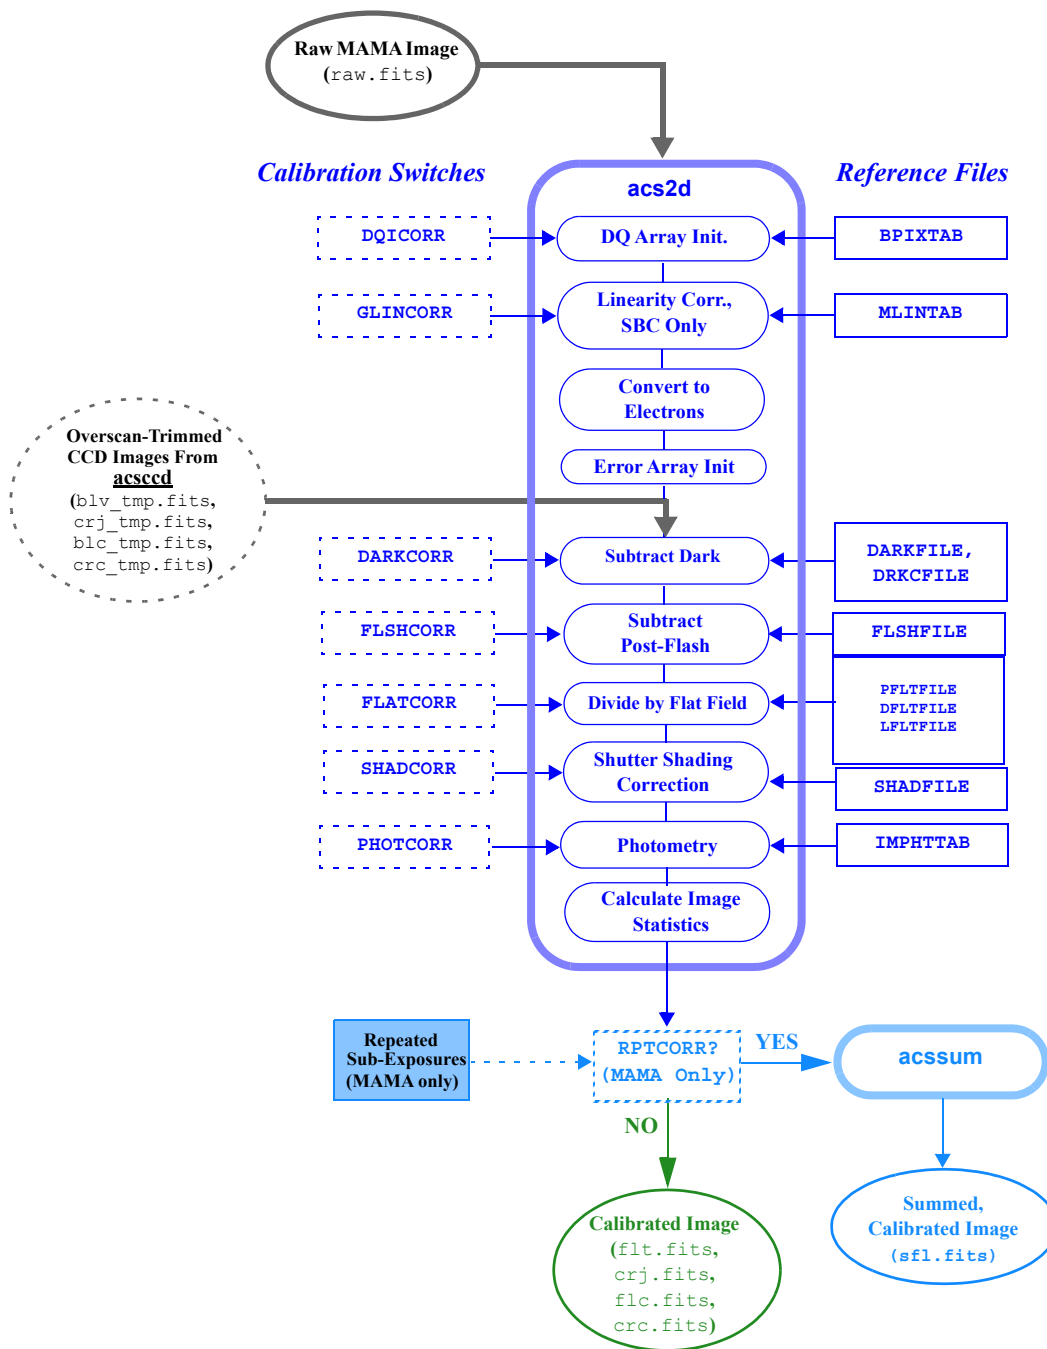 Raw MAMA Image
(raw.fits)
Calibration Switches
Reference Files
acs2d
DQICORR
DQ Array Init.
BPIXTAB
GLINCORR
Linearity Corr.,
SBC Only
MLINTAB
Convert to
Electrons
Error Array Init
Overscan-Trimmed
CCD Images From
acsccd
(blv_tmp.fits,
crj_tmp.fits,
blc_tmp.fits,
crc_tmp.fits)
DARKCORR
Subtract Dark
DARKFILE,
DRKCFILE
FLSHCORR
Subtract
Post-Flash
FLSHFILE
FLATCORR
Divide by Flat Field
PFLTFILE
DFLTFILE
LFLTFILE
SHADCORR
Shutter Shading
Correction
SHADFILE
PHOTCORR
Photometry
IMPHTTAB
Calculate Image
Statistics
Repeated
Sub-Exposures
(MAMA only)
RPTCORR?
(MAMA Only)
YES
acssum
NO
Calibrated Image
(flt.fits,
crj.fits,
flc.fits,
crc.fits)
Summed,
Calibrated Image
(sfl.fits)